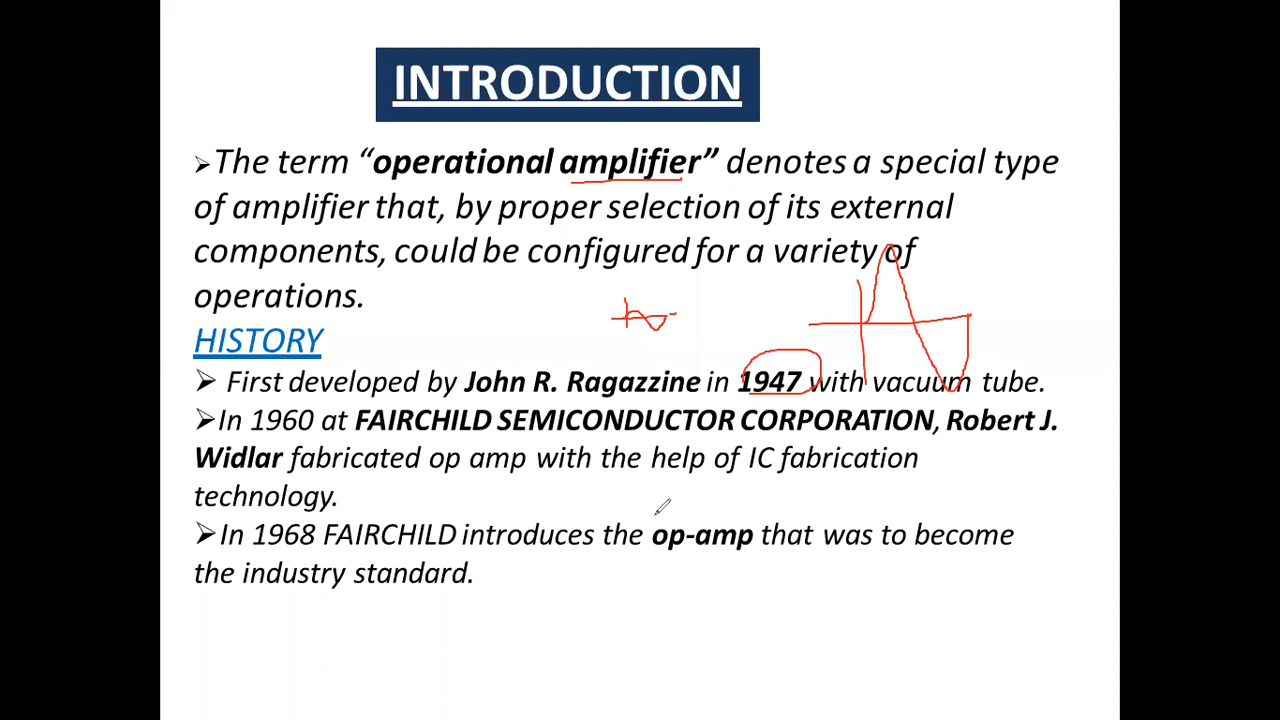 INTRODUCTION
➢The term “operational amplifier” denotes a special type
of amplifier that, by proper selection of its external
components, could be configured for a variety of
operations.
HISTORY
➢ First developed by John R. Ragazzine in 1947 with vacuum tube.
➢In 1960 at FAIRCHILD SEMICONDUCTOR CORPORATION, Robert J.
Widlar fabricated op amp with the help of IC fabrication
technology.
➢In 1968 FAIRCHILD introduces the op-amp that was to become
the industry standard.